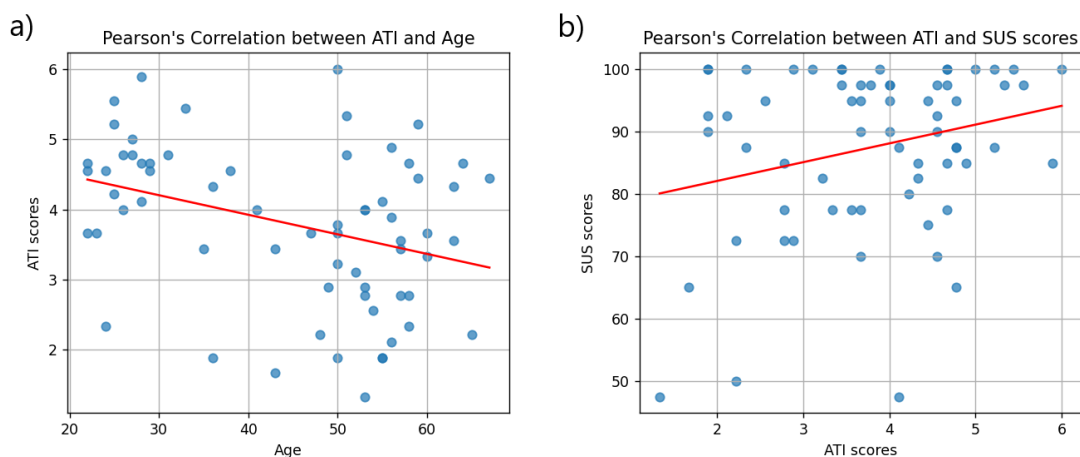 a)
Pearson's Correlation between ATI and Age
6
5
4
3
2
ATI scores
20 30 40 50 60
Age
b)
Pearson's Correlation between ATI and SUS scores
100
90
80
70
60
50
SUS scores
2 3 4 5 6
ATI scores